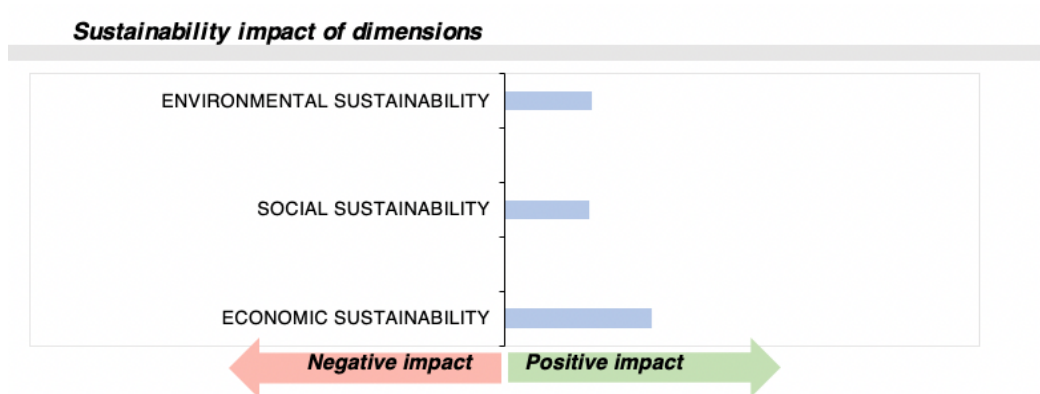 Sustainability impact of dimensions
ENVIRONMENTAL SUSTAINABILITY
SOCIAL SUSTAINABILITY
ECONOMIC SUSTAINABILITY
Negative impact Positive impact